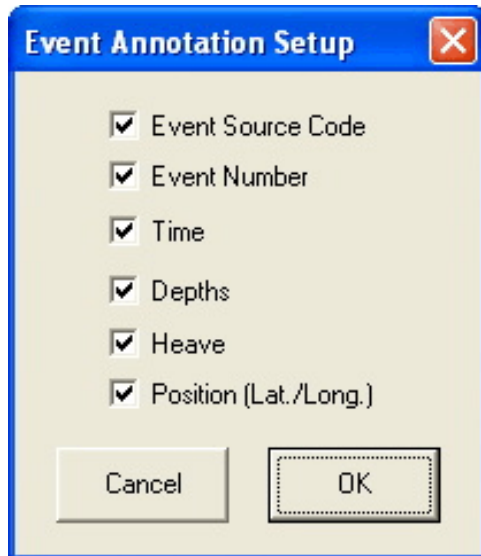 Event Annotation Setup
Event Source Code
Event Number
Time
Depths
Heave
Position (Lat./Long.)
Cancel OK